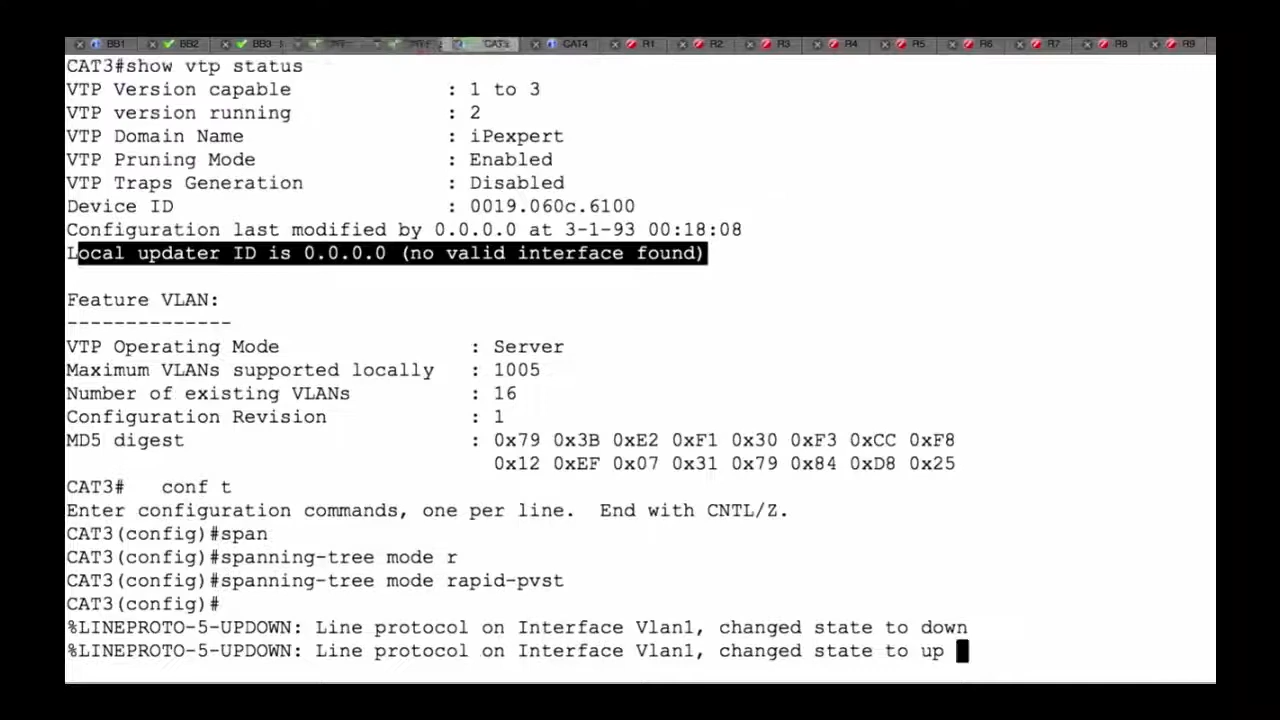 BB1 BB2 BB3 CAT3 CAT4 R1 R2 R3 R4 R5 R6 R7 R8 R9
CAT3#show vtp status
VTP Version capable : 1 to 3
VTP version running : 2
VTP Domain Name : iPexpert
VTP Pruning Mode : Enabled
VTP Traps Generation : Disabled
Device ID : 0019.060c.6100
Configuration last modified by 0.0.0.0 at 3-1-93 00:18:08
Local updater ID is 0.0.0.0 (no valid interface found)
Feature VLAN:
--------------
VTP Operating Mode : Server
Maximum VLANs supported locally : 1005
Number of existing VLANs : 16
Configuration Revision : 1
MD5 digest : 0x79 0x3B 0xE2 0xF1 0x30 0xF3 0xCC 0xF8
0x12 0xEF 0x07 0x31 0x79 0x84 0xD8 0x25
CAT3# conf t
Enter configuration commands, one per line. End with CNTL/Z.
CAT3(config)#span
CAT3(config)#spanning-tree mode r
CAT3(config)#spanning-tree mode rapid-pvst
CAT3(config)#
%LINEPROTO-5-UPDOWN: Line protocol on Interface Vlan1, changed state to down
%LINEPROTO-5-UPDOWN: Line protocol on Interface Vlan1, changed state to up